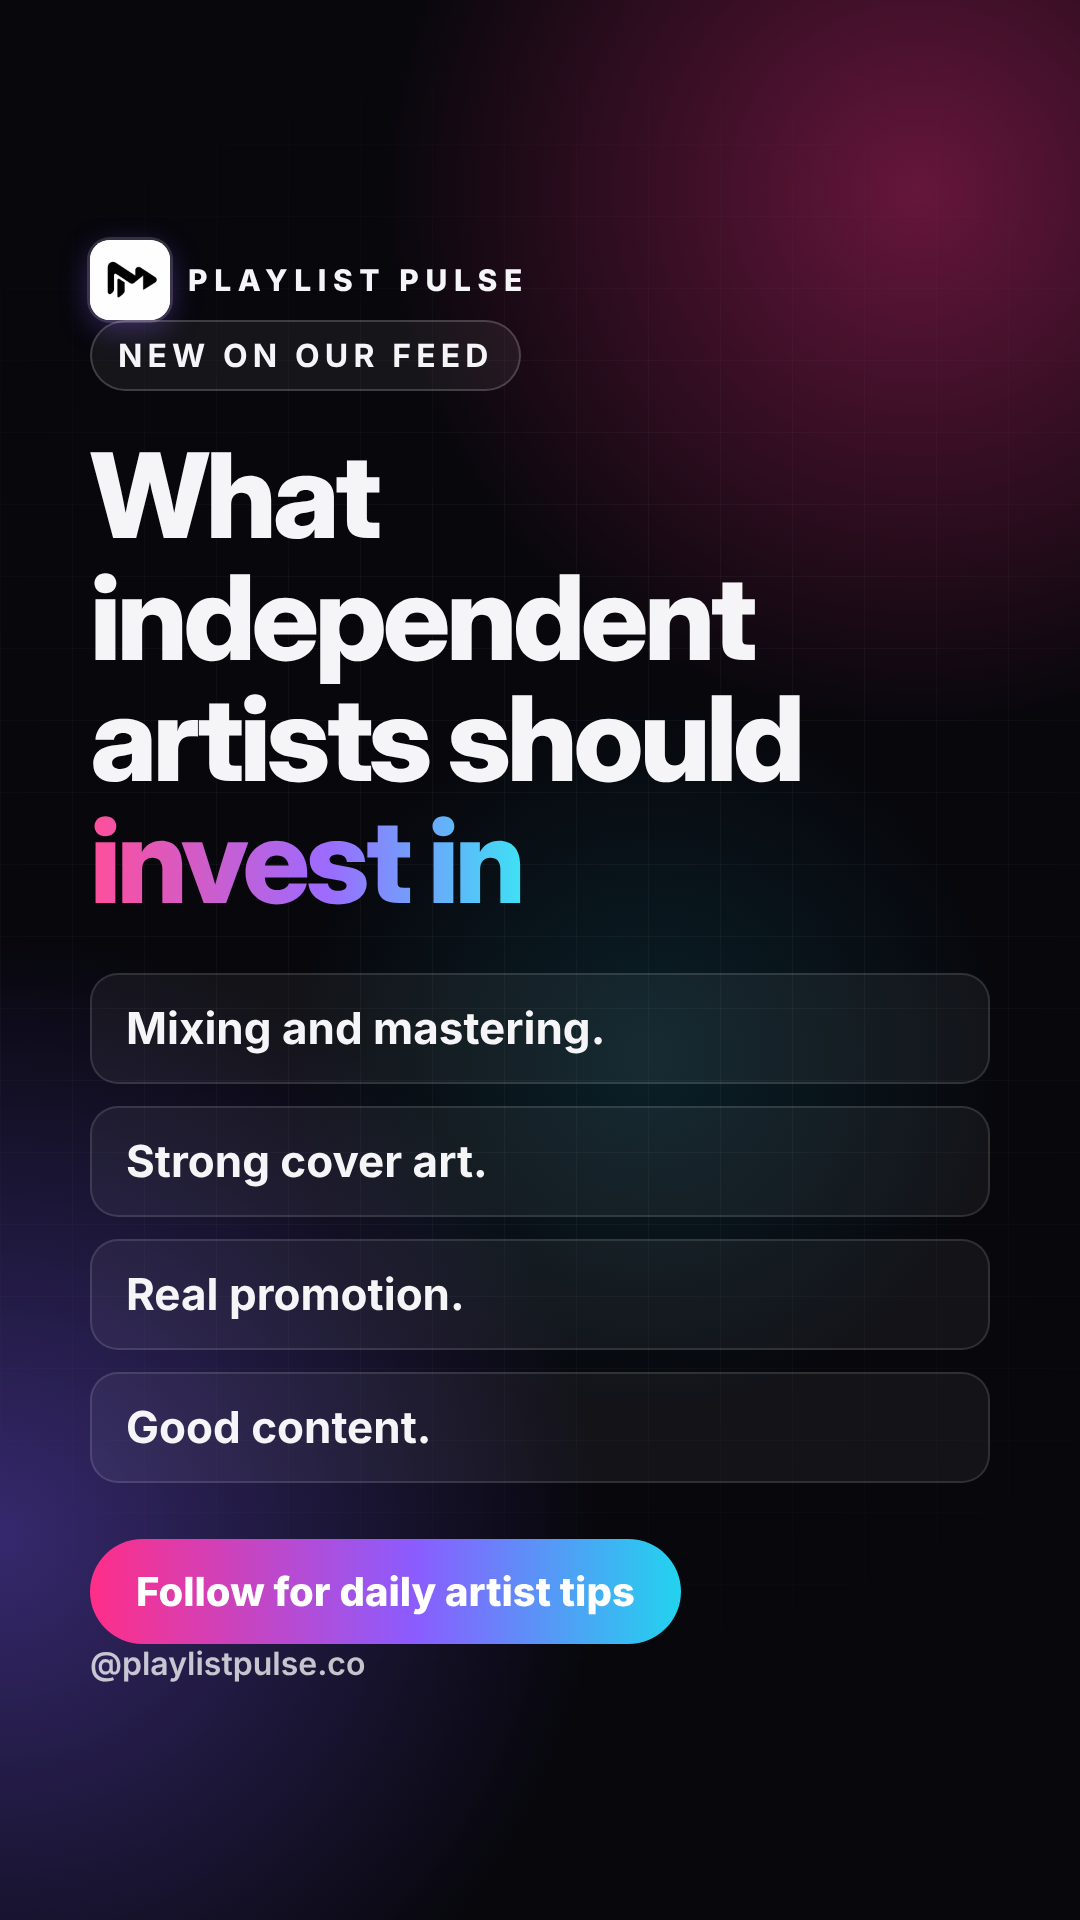 PLAYLIST PULSE
NEW ON OUR FEED
What
independent
artists should
invest in
Mixing and mastering.
Strong cover art.
Real promotion.
Good content.
Follow for daily artist tips
@playlistpulse.co